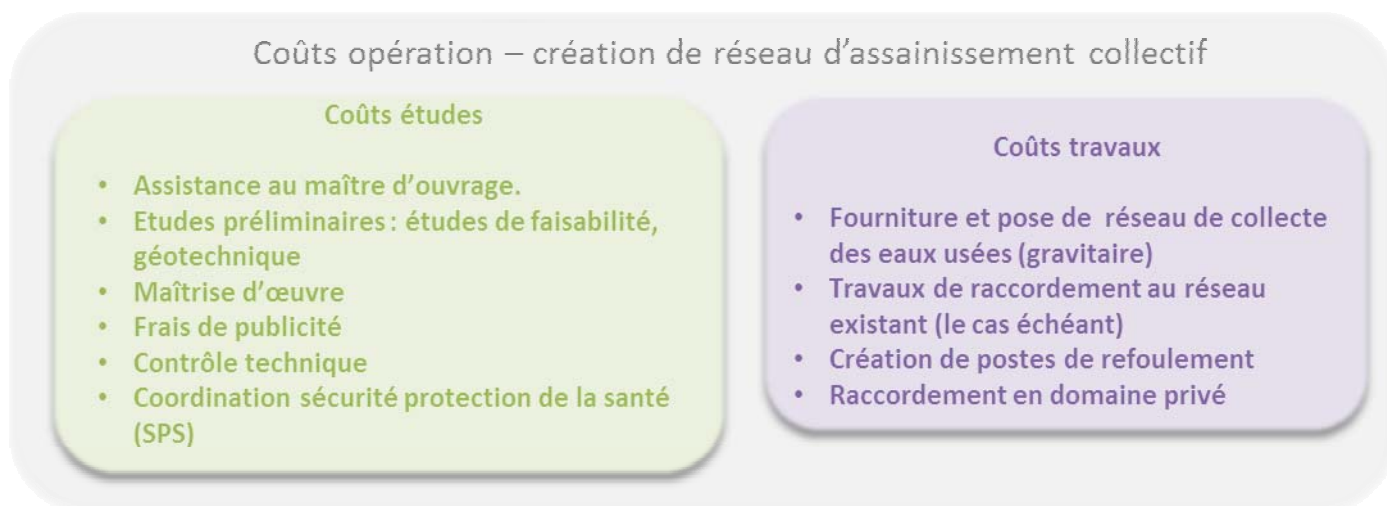 Coûts opération – création de réseau d'assainissement collectif
Coûts études
• Assistance au maître d'ouvrage.
• Etudes préliminaires : études de faisabilité,
géotechnique
• Maîtrise d'œuvre
• Frais de publicité
• Contrôle technique
• Coordination sécurité protection de la santé
(SPS)
Coûts travaux
• Fourniture et pose de réseau de collecte
des eaux usées (gravitaire)
• Travaux de raccordement au réseau
existant (le cas échéant)
• Création de postes de refoulement
• Raccordement en domaine privé